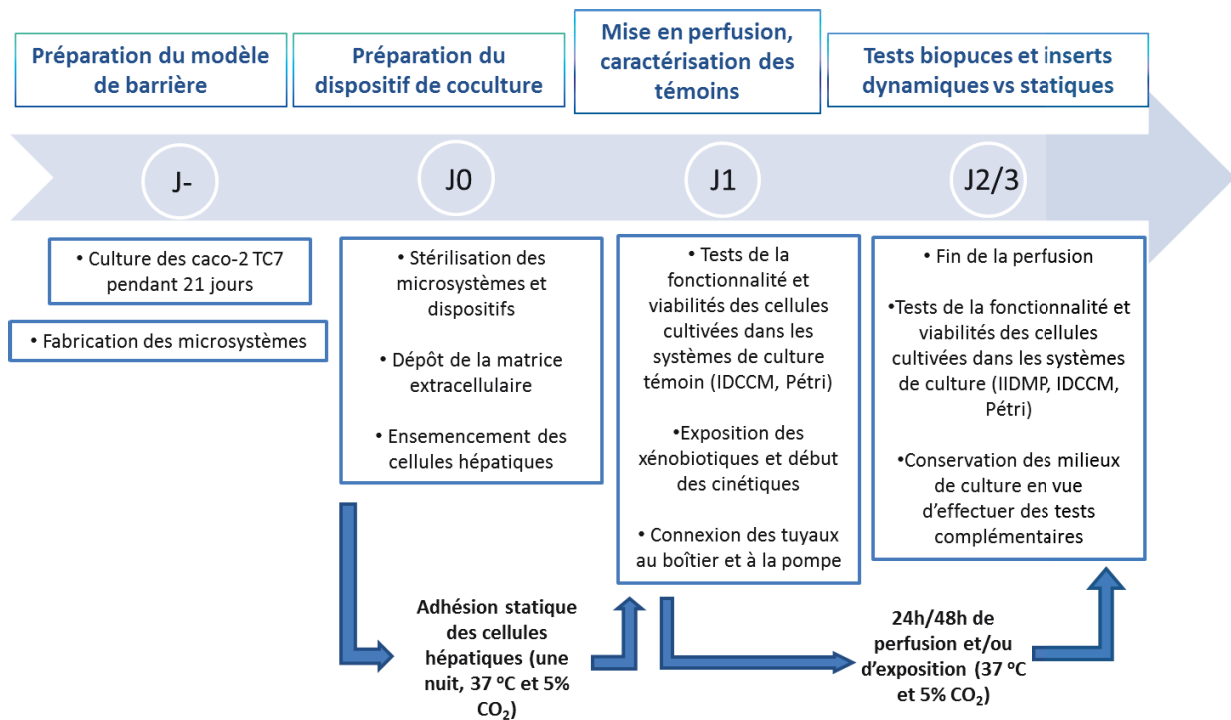 Préparation du modèle
de barrière
Préparation du
dispositif de coculture
Mise en perfusion,
caractérisation des
témoins
Tests biopuces et inserts
dynamiques vs statiques
J-
J0
J1
J2/3
• Culture des caco-2 TC7
pendant 21 jours
• Fabrication des microsystèmes
• Stérilisation des
microsystèmes et
dispositifs
• Dépôt de la matrice
extracellulaire
• Ensemencement des
cellules hépatiques
• Tests de la
fonctionnalité et
viabilités des cellules
cultivées dans les
systèmes de culture
témoin (IDCCM, Pétri)
•Exposition des
xénobiotiques et début
des cinétiques
• Connexion des tuyaux
au boîtier et à la pompe
• Fin de la perfusion
•Tests de la fonctionnalité et
viabilités des cellules
cultivées dans les systèmes
de culture (IIDMP, IDCCM,
Pétri)
•Conservation des milieux
de culture en vue
d'effectuer des tests
complémentaires
Adhésion statique
des cellules
hépatiques (une
nuit, 37 °C et 5%
CO₂)
24h/48h de
perfusion et/ou
d'exposition (37 °C
et 5% CO₂)